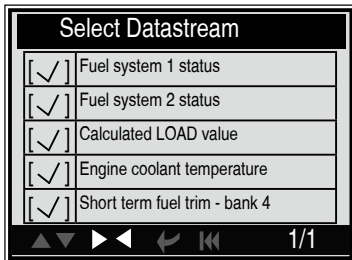 Select Datastream
[✓] Fuel system 1 status
[✓] Fuel system 2 status
[✓] Calculated LOAD value
[✓] Engine coolant temperature
[✓] Short term fuel trim - bank 4
1/1